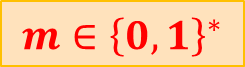 m ∈ {0, 1}*